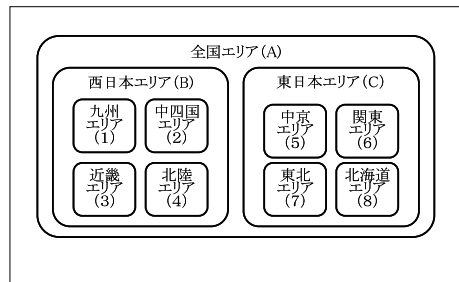 全国エリア(A)
西日本エリア(B)
東日本エリア(C)
九州
エリア
(1)
中四国
エリア
(2)
中京
エリア
(5)
関東
エリア
(6)
近畿
エリア
(3)
北陸
エリア
(4)
東北
エリア
(7)
北海道
エリア
(8)